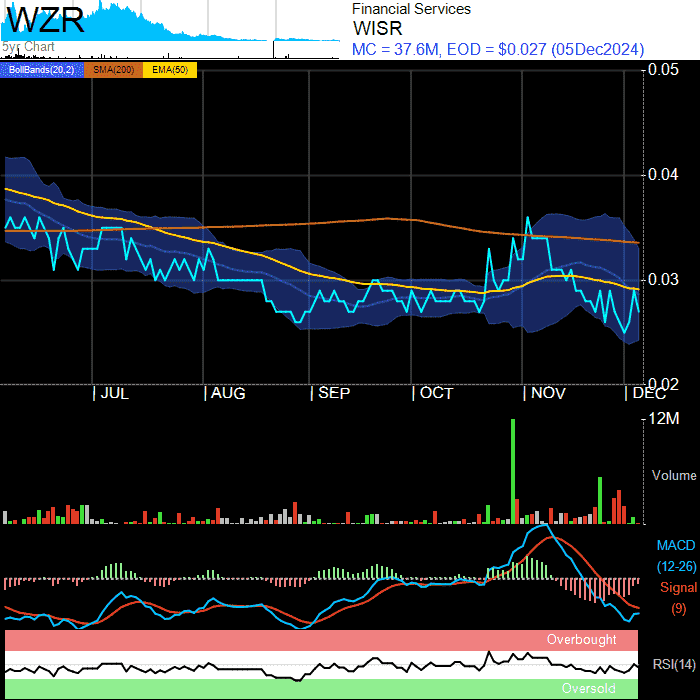 WZR
5yr Chart
Financial Services
WISR
MC = 37.6M, EOD = $0.027 (05Dec2024)
BollBands(20,2) SMA(200) EMA(50)
0.05
0.04
0.03
0.02
| JUL | AUG | SEP | OCT | NOV | DEC
12M
Volume
MACD
(12-26)
Signal
(9)
Overbought
RSI(14)
Oversold